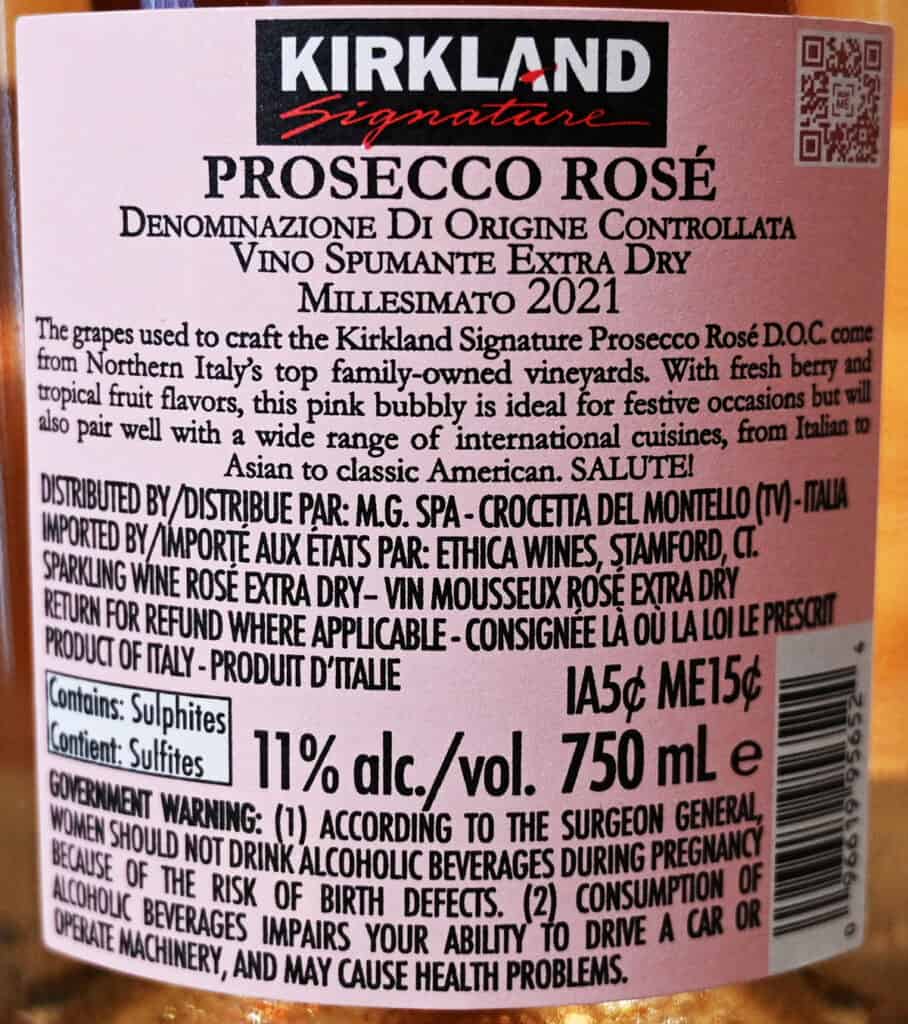 KIRKLAND
Signature
PROSECCO ROSÉ
DENOMINAZIONE DI ORIGINE CONTROLLATA
VINO SPUMANTE EXTRA DRY
MILLESIMATO 2021
The grapes used to craft the Kirkland Signature Prosecco Rosé D.O.C. come
from Northern Italy's top family-owned vineyards. With fresh berry and
tropical fruit flavors, this pink bubbly is ideal for festive occasions but will
also pair well with a wide range of international cuisines, from Italian to
Asian to classic American. SALUTE!
DISTRIBUTED BY/DISTRIBUE PAR: M.G. SPA - CROCETTA DEL MONTELLO (TV) - ITALIA
IMPORTED BY/IMPORTÉ AUX ÉTATS PAR: ETHICA WINES, STAMFORD, CT.
SPARKLING WINE ROSÉ EXTRA DRY– VIN MOUSSEUX ROSÉ EXTRA DRY
RETURN FOR REFUND WHERE APPLICABLE - CONSIGNÉE LÀ OÙ LA LOI LE PRESCRIT
PRODUCT OF ITALY - PRODUIT D'ITALIE
IA5¢ ME15¢
Contains: Sulphites
Contient: Sulfites
11% alc./vol. 750 mL e
GOVERNMENT WARNING: (1) ACCORDING TO THE SURGEON GENERAL,
WOMEN SHOULD NOT DRINK ALCOHOLIC BEVERAGES DURING PREGNANCY
BECAUSE OF THE RISK OF BIRTH DEFECTS. (2) CONSUMPTION OF
ALCOHOLIC BEVERAGES IMPAIRS YOUR ABILITY TO DRIVE A CAR OR
OPERATE MACHINERY, AND MAY CAUSE HEALTH PROBLEMS.
0 96619 95652 6